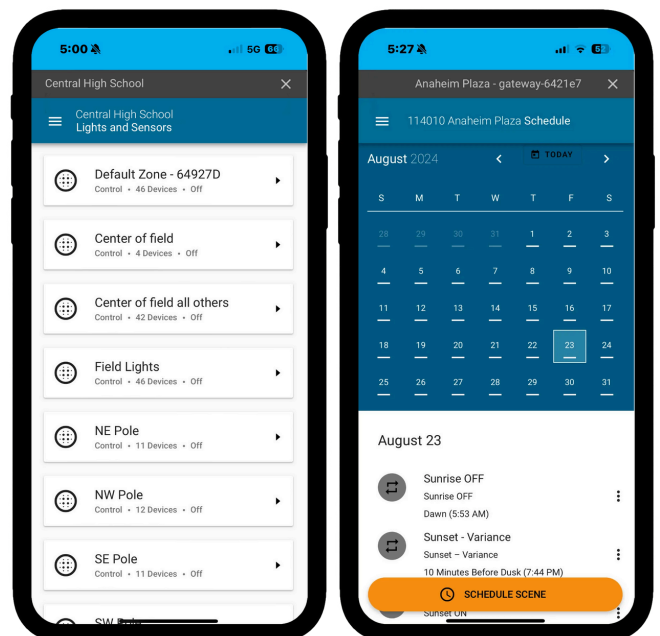 5:00
5G 66
Central High School
Central High School
Lights and Sensors
Default Zone - 64927D
Control • 46 Devices • Off
Center of field
Control • 4 Devices • Off
Center of field all others
Control • 42 Devices • Off
Field Lights
Control • 46 Devices • Off
NE Pole
Control • 11 Devices • Off
NW Pole
Control • 12 Devices • Off
SE Pole
Control • 11 Devices • Off
SW Pole
5:27
52
Anaheim Plaza - gateway-6421e7
114010 Anaheim Plaza Schedule
August 2024
TODAY
S M T W T F S
28 29 30 31 1 2 3
4 5 6 7 8 9 10
11 12 13 14 15 16 17
18 19 20 21 22 23 24
25 26 27 28 29 30 31
August 23
Sunrise OFF
Sunrise OFF
Dawn (5:53 AM)
Sunset - Variance
Sunset – Variance
10 Minutes Before Dusk (7:44 PM)
SCHEDULE SCENE
Sunset ON